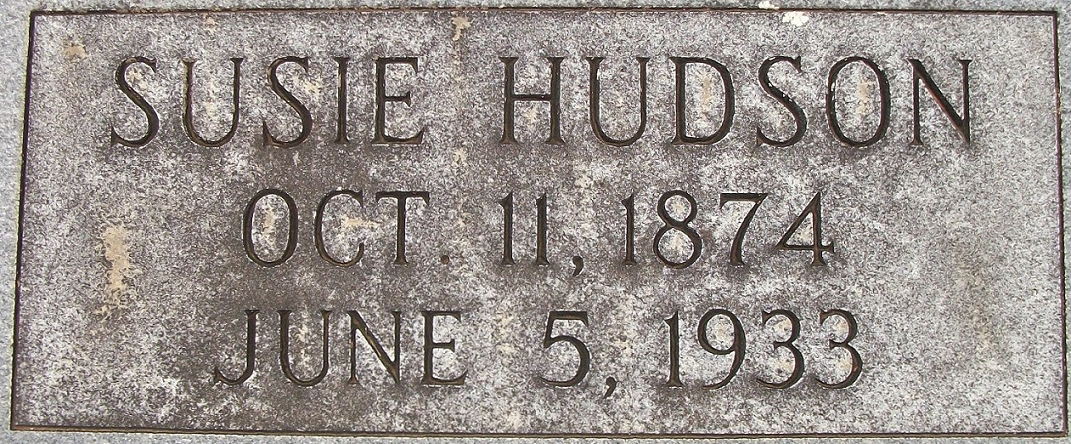 SUSIE HUDSON
OCT. 11, 1874
JUNE 5, 1933